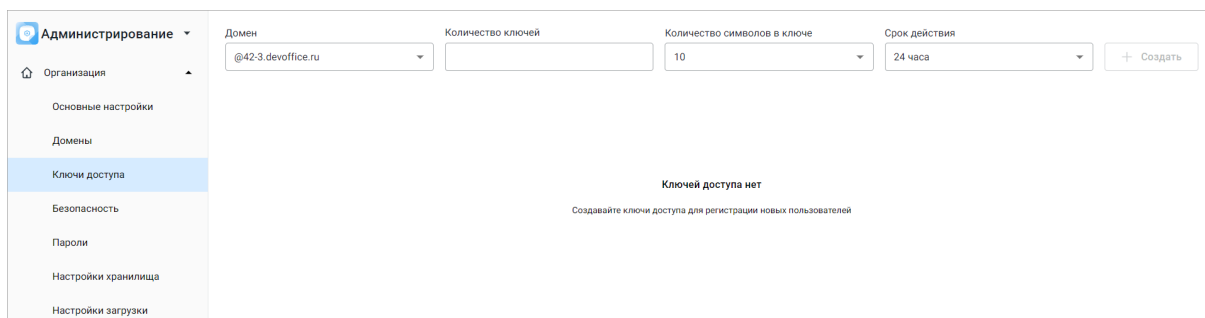 Администрирование
Организация
Основные настройки
Домены
Ключи доступа
Безопасность
Пароли
Настройки хранилища
Настройки загрузки
Домен
Количество ключей
Количество символов в ключе
Срок действия
@42-3.devoffice.ru
10
24 часа
+ Создать
Ключей доступа нет
Создавайте ключи доступа для регистрации новых пользователей